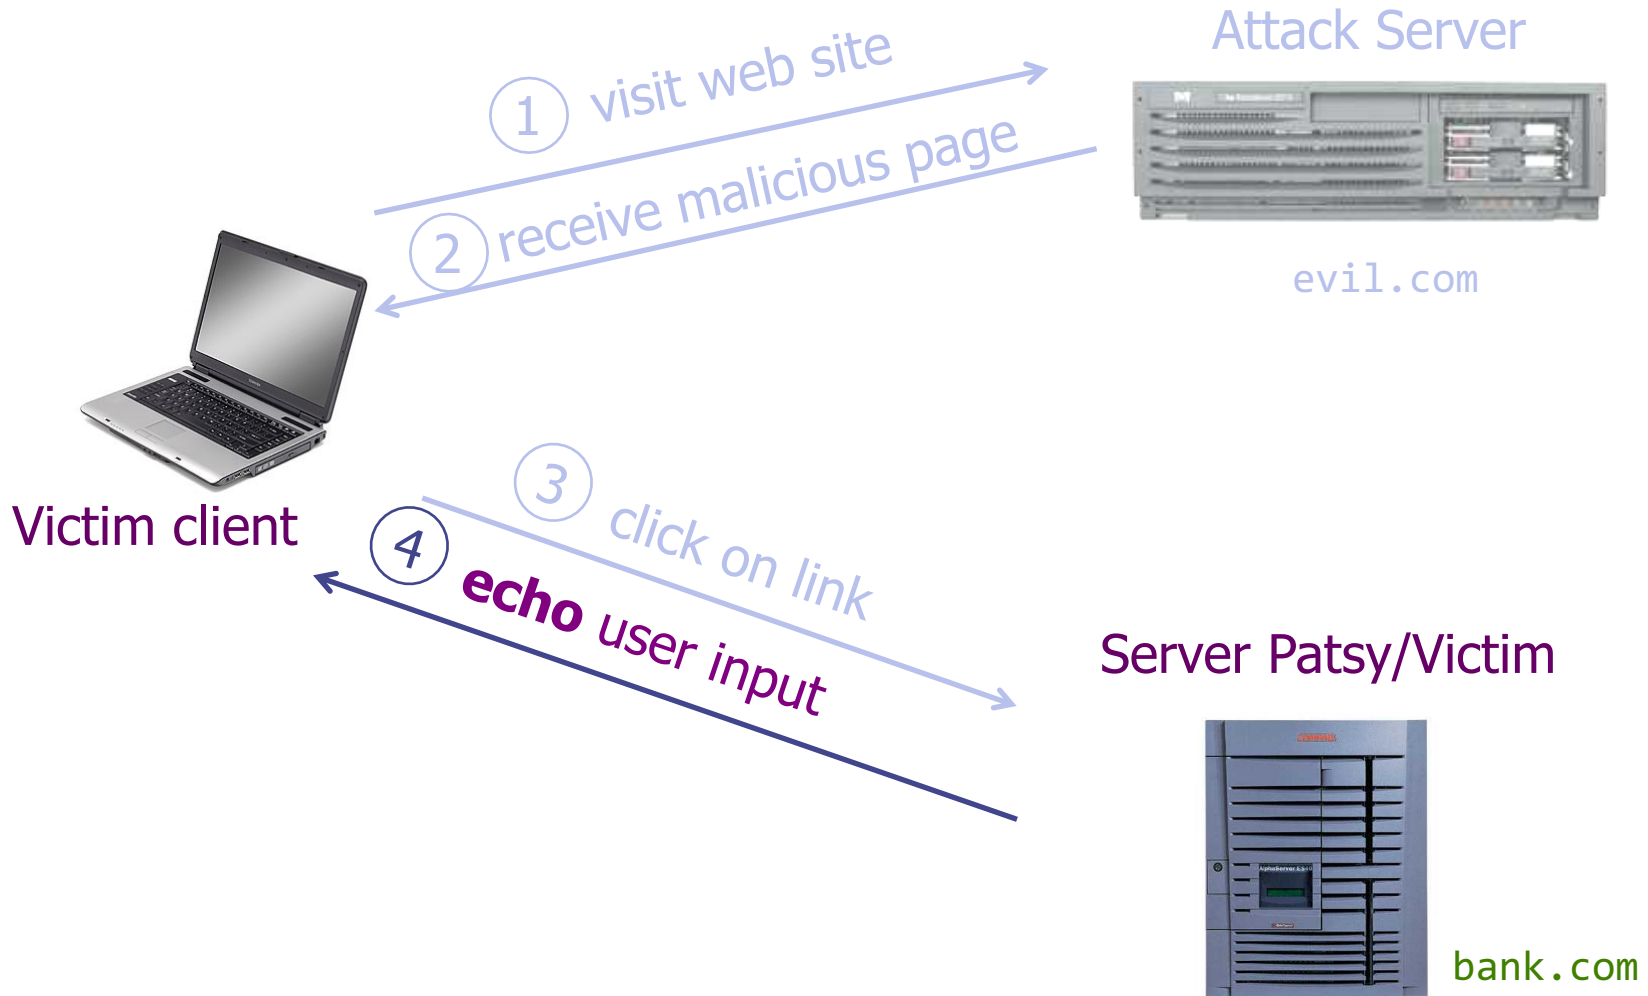 Attack Server
1 visit web site
2 receive malicious page
evil.com
3 click on link
Victim client
4 echo user input
Server Patsy/Victim
AlphaServer
bank.com